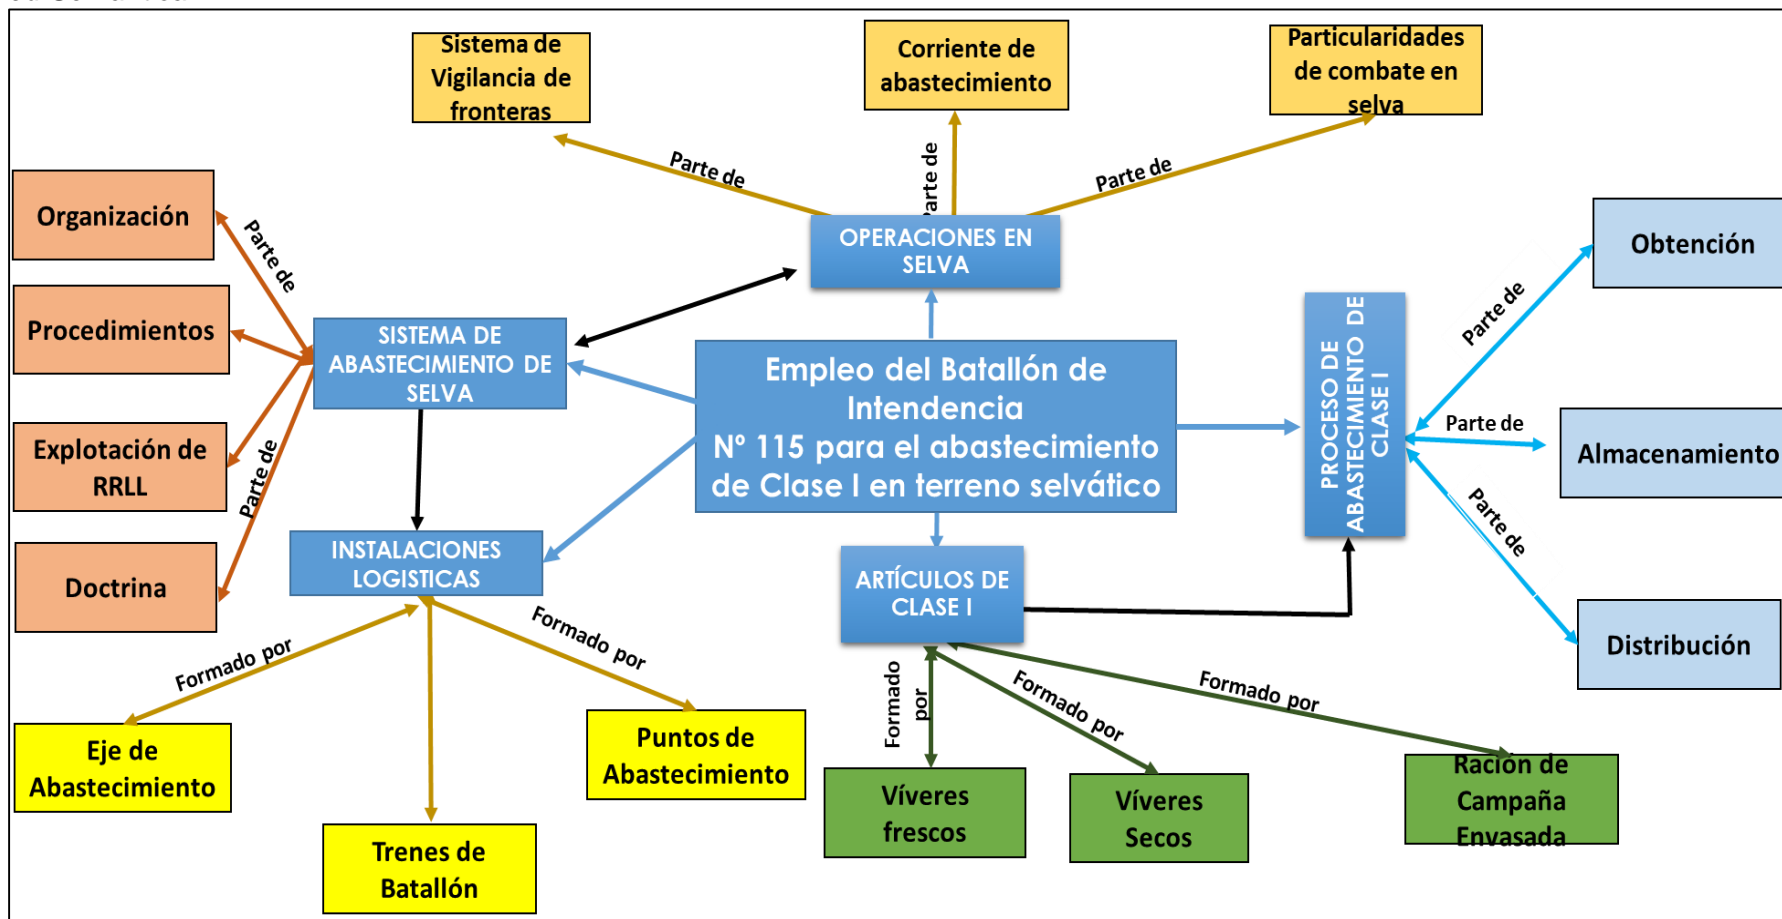 Sistema de
Vigilancia de
fronteras
Corriente de
abastecimiento
Particularidades
de combate en
selva
Parte de
Parte de
Parte de
Organización
Procedimientos
Explotación de
RRLL
Doctrina
Parte de
Parte de
OPERACIONES EN
SELVA
SISTEMA DE
ABASTECIMIENTO DE
SELVA
Empleo del Batallón de
Intendencia
Nº 115 para el abastecimiento
de Clase I en terreno selvático
PROCESO DE
ABASTECIMIENTO DE
CLASE I
Parte de
Parte de
Parte de
Obtención
Almacenamiento
Distribución
INSTALACIONES
LOGISTICAS
ARTÍCULOS DE
CLASE I
Formado por
Formado por
Eje de
Abastecimiento
Trenes de
Batallón
Puntos de
Abastecimiento
Formado
por
Formado por
Formado por
Víveres
frescos
Víveres
Secos
Ración de
Campaña
Envasada